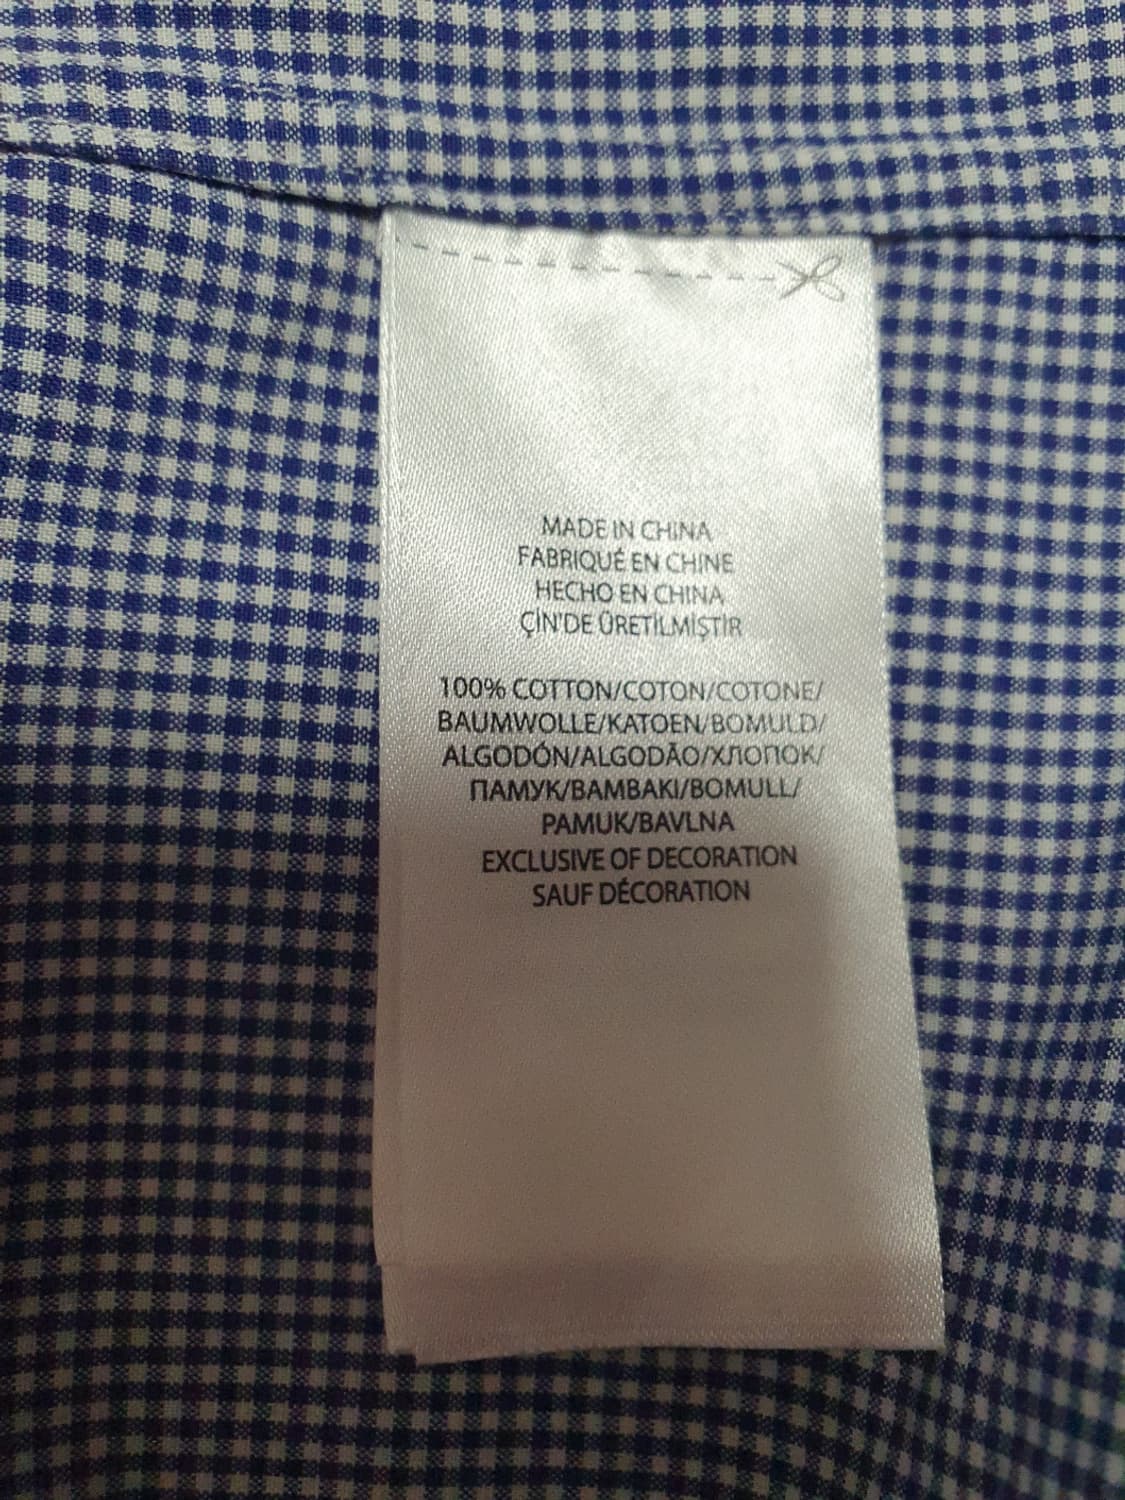 MADE IN CHINA
FABRIQUÉ EN CHINE
HECHO EN CHINA
ÇİN'DE ÜRETİLMİŞTİR
100% COTTON/COTON/COTONE/
BAUMWOLLE/KATOEN/BOMULD/
ALGODÓN/ALGODÃO/ХЛОПОК/
ПАМУК/BAMBAKI/BOMULL/
PAMUK/BAVLNA
EXCLUSIVE OF DECORATION
SAUF DÉCORATION